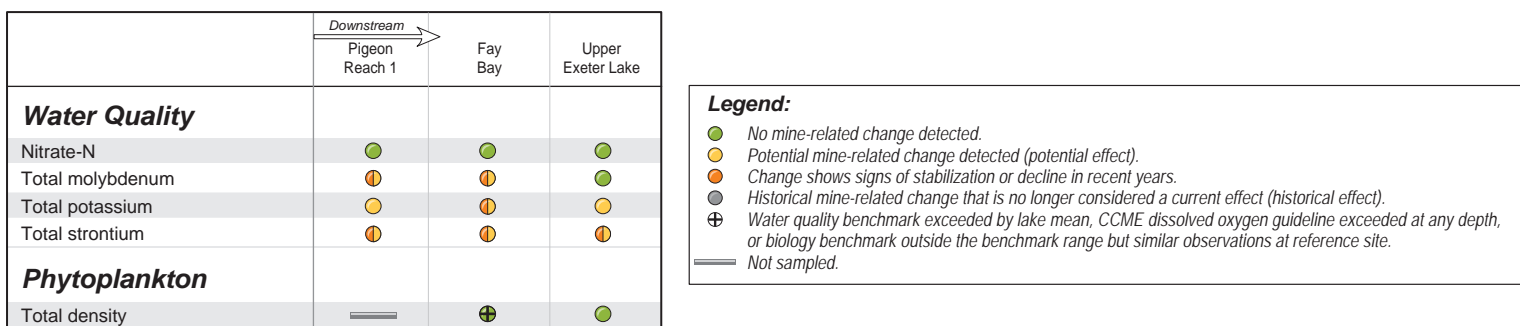 Downstream
Pigeon Reach 1
Fay Bay
Upper Exeter Lake
Water Quality
Nitrate-N
Total molybdenum
Total potassium
Total strontium
Phytoplankton
Total density
Legend:
No mine-related change detected.
Potential mine-related change detected (potential effect).
Change shows signs of stabilization or decline in recent years.
Historical mine-related change that is no longer considered a current effect (historical effect).
Water quality benchmark exceeded by lake mean, CCME dissolved oxygen guideline exceeded at any depth,
or biology benchmark outside the benchmark range but similar observations at reference site.
Not sampled.